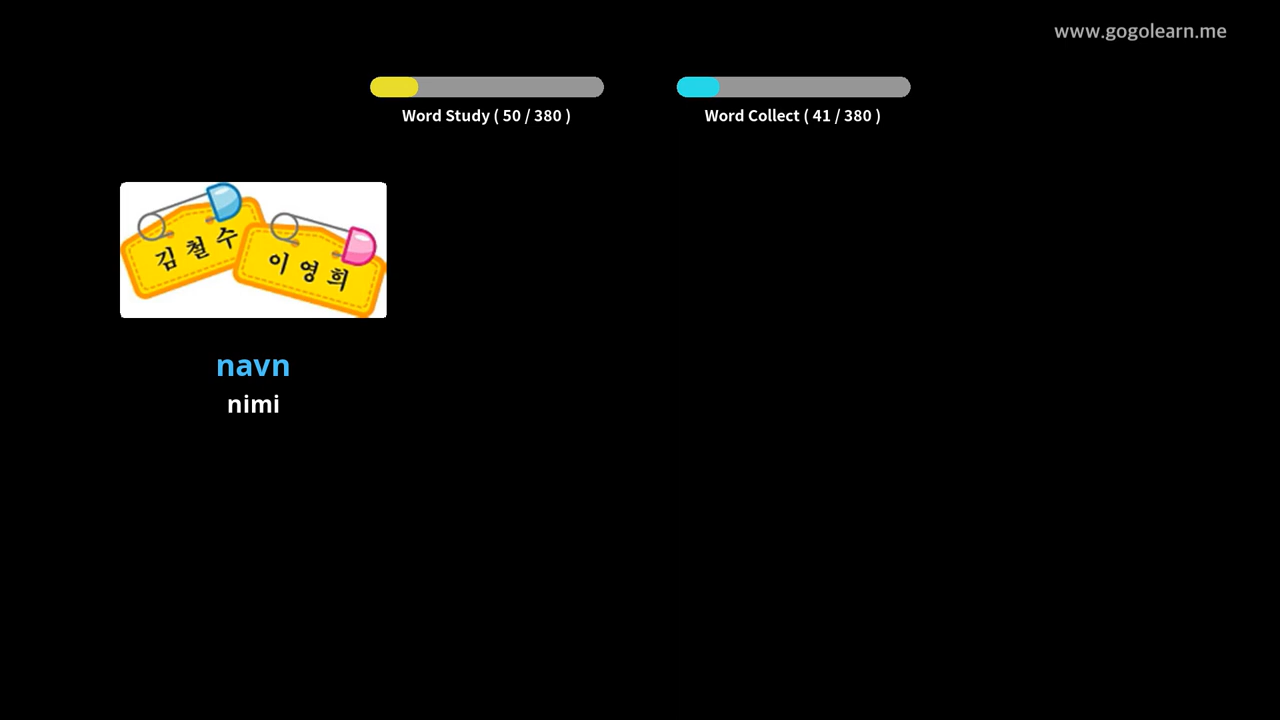 www.gogolearn.me
Word Study ( 50 / 380 )
Word Collect ( 41 / 380 )
김철수
이영희
navn
nimi